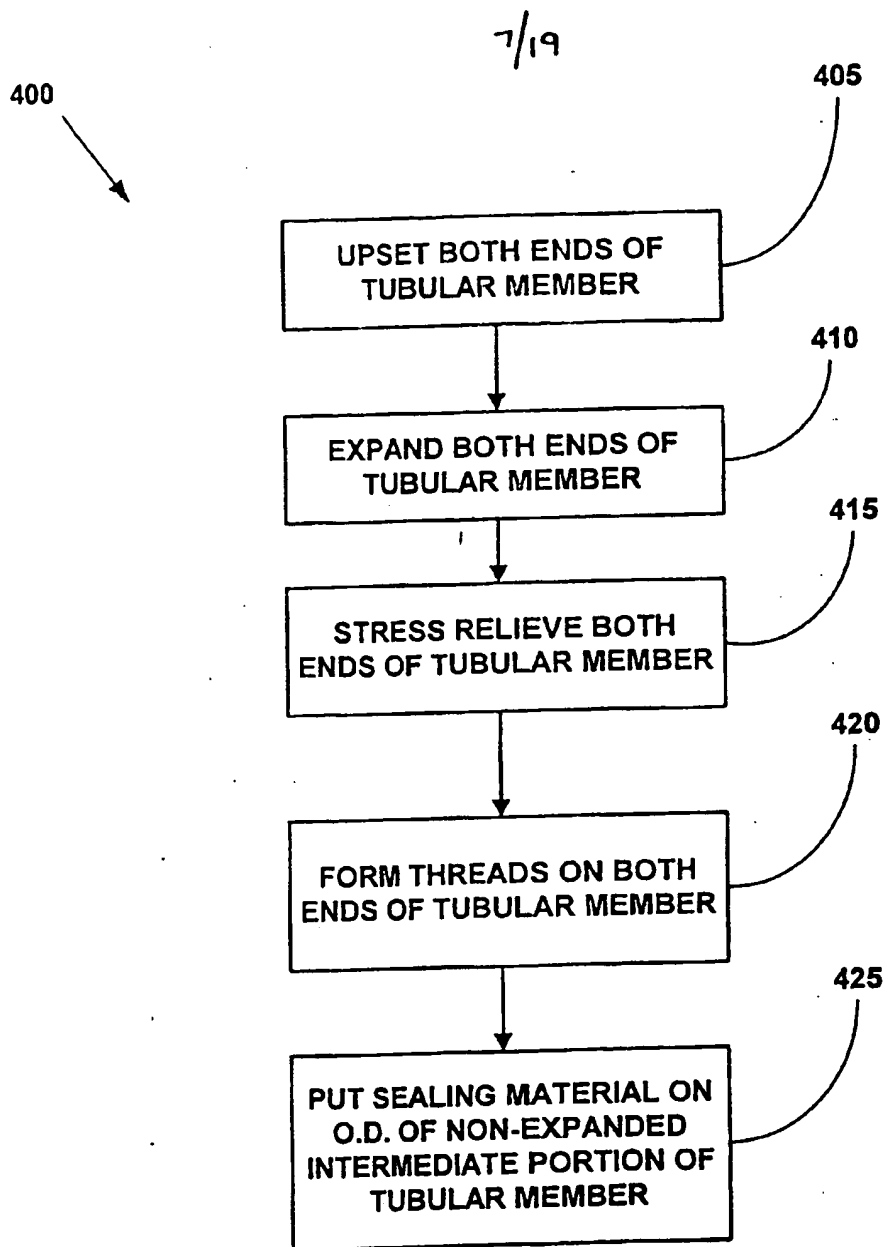 7/19
400
405
UPSET BOTH ENDS OF
TUBULAR MEMBER
410
EXPAND BOTH ENDS OF
TUBULAR MEMBER
415
STRESS RELIEVE BOTH
ENDS OF TUBULAR MEMBER
420
FORM THREADS ON BOTH
ENDS OF TUBULAR MEMBER
425
PUT SEALING MATERIAL ON
O.D. OF NON-EXPANDED
INTERMEDIATE PORTION OF
TUBULAR MEMBER